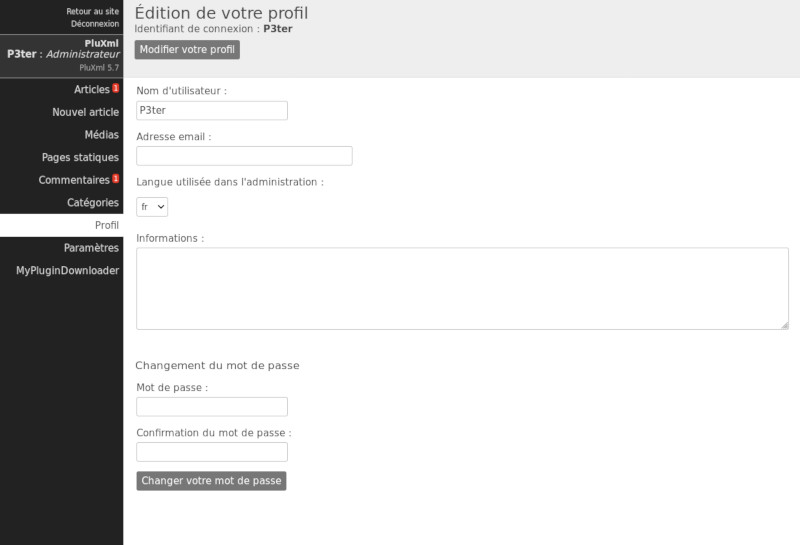 Retour au site
Déconnexion
PluXml
P3ter : Administrateur
PluXml 5.7
Articles 1
Nouvel article
Médias
Pages statiques
Commentaires 1
Catégories
Profil
Paramètres
MyPluginDownloader
Édition de votre profil
Identifiant de connexion : P3ter
Modifier votre profil
Nom d'utilisateur :
P3ter
Adresse email :
Langue utilisée dans l'administration :
fr
Informations :
Changement du mot de passe
Mot de passe :
Confirmation du mot de passe :
Changer votre mot de passe